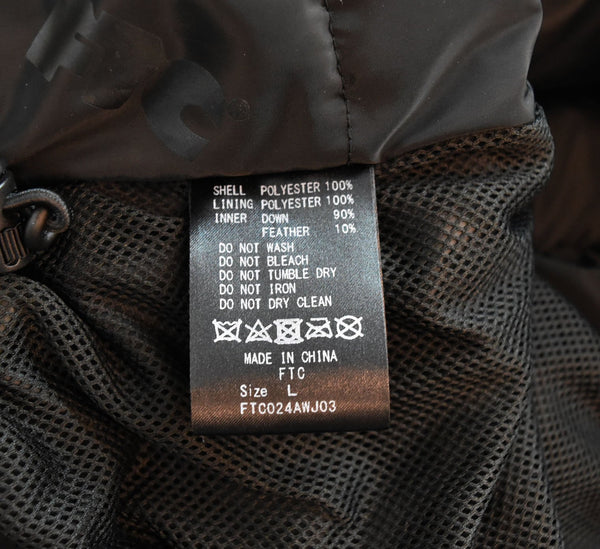 FTC®
SHELL POLYESTER 100%
LINING POLYESTER 100%
INNER DOWN 90%
FEATHER 10%
DO NOT WASH
DO NOT BLEACH
DO NOT TUMBLE DRY
DO NOT IRON
DO NOT DRY CLEAN
MADE IN CHINA
FTC
Size L
FTC024AWJ03